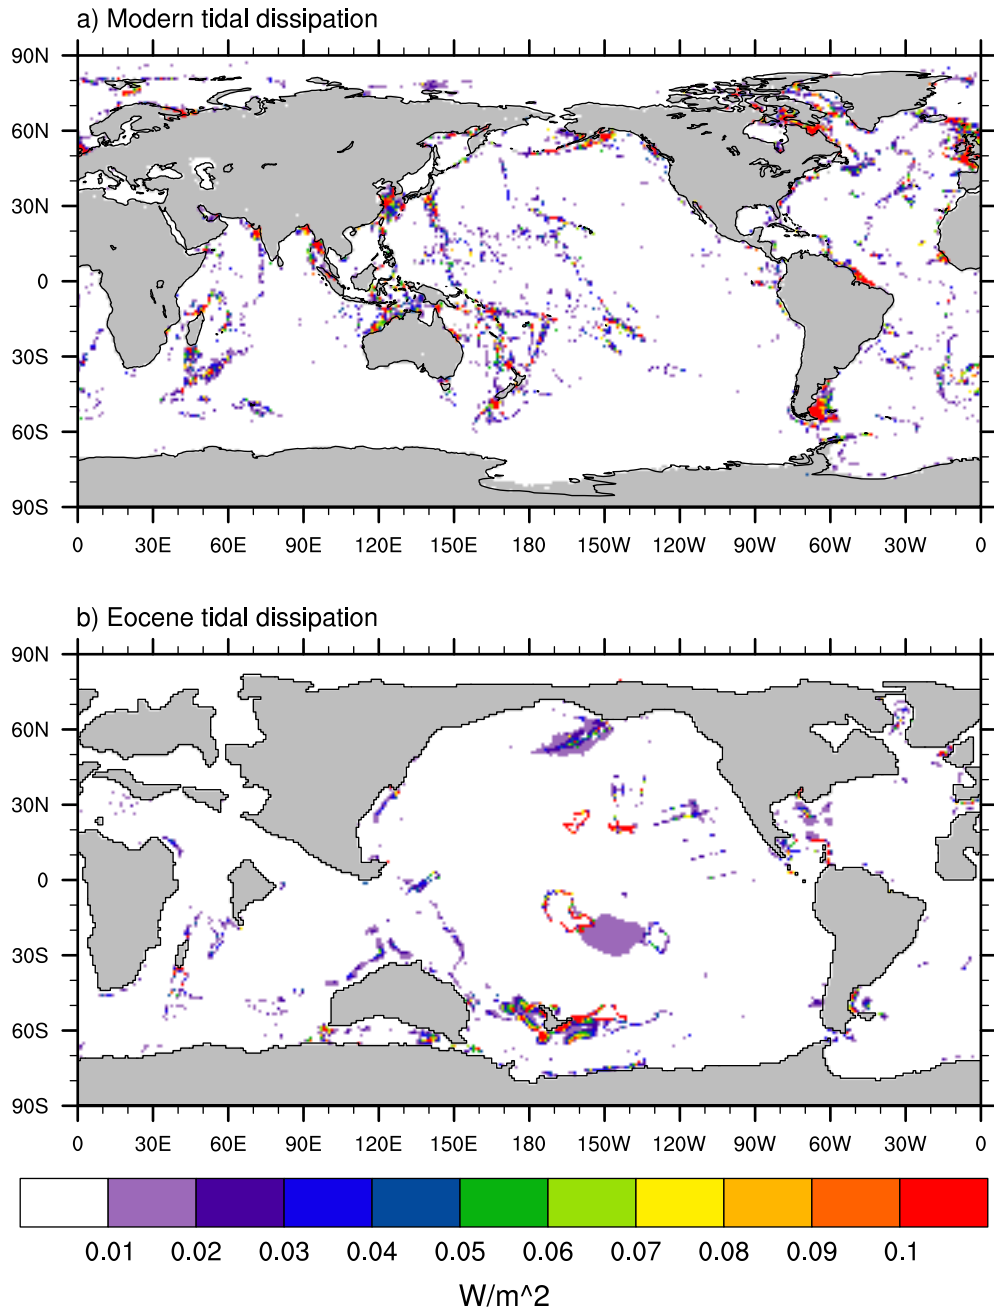 a) Modern tidal dissipation
90N
60N
30N
0
30S
60S
90S
0 30E 60E 90E 120E 150E 180 150W 120W 90W 60W 30W 0
b) Eocene tidal dissipation
90N
60N
30N
0
30S
60S
90S
0 30E 60E 90E 120E 150E 180 150W 120W 90W 60W 30W 0
0.01 0.02 0.03 0.04 0.05 0.06 0.07 0.08 0.09 0.1
W/m^2